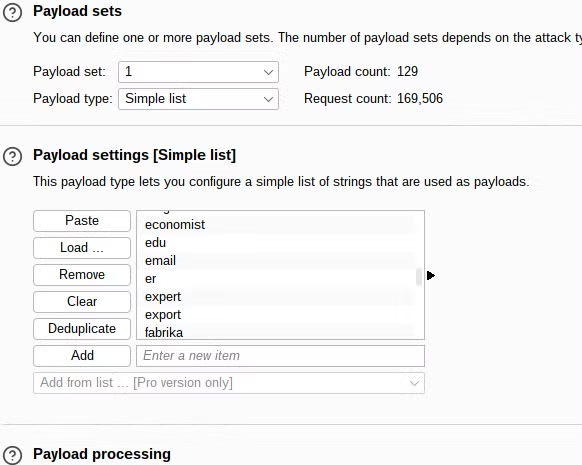 Payload sets
You can define one or more payload sets. The number of payload sets depends on the attack ty
Payload set: 1 Payload count: 129
Payload type: Simple list Request count: 169,506
Payload settings [Simple list]
This payload type lets you configure a simple list of strings that are used as payloads.
Paste
Load ...
Remove
Clear
Deduplicate
economist
edu
email
er
expert
export
fabrika
Add Enter a new item
Add from list ... [Pro version only]
Payload processing